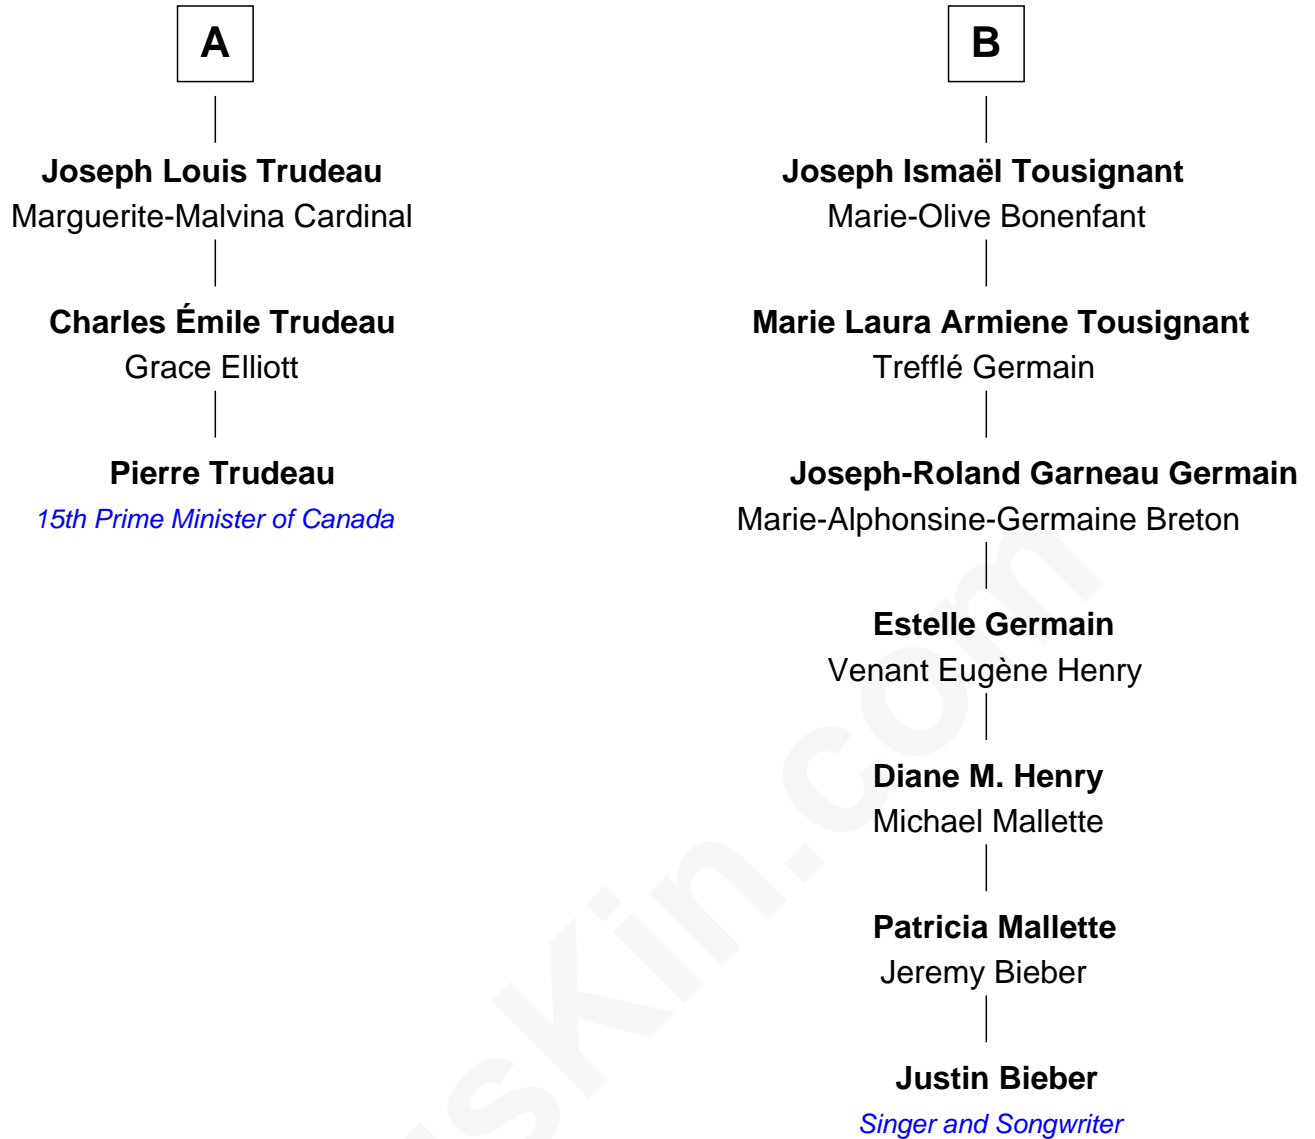 A
Joseph Louis Trudeau
Marguerite-Malvina Cardinal
Charles Émile Trudeau
Grace Elliott
Pierre Trudeau
15th Prime Minister of Canada
B
Joseph Ismaël Tousignant
Marie-Olive Bonenfant
Marie Laura Armiene Tousignant
Trefflé Germain
Joseph-Roland Garneau Germain
Marie-Alphonsine-Germaine Breton
Estelle Germain
Venant Eugène Henry
Diane M. Henry
Michael Mallette
Patricia Mallette
Jeremy Bieber
Justin Bieber
Singer and Songwriter
sKin.com